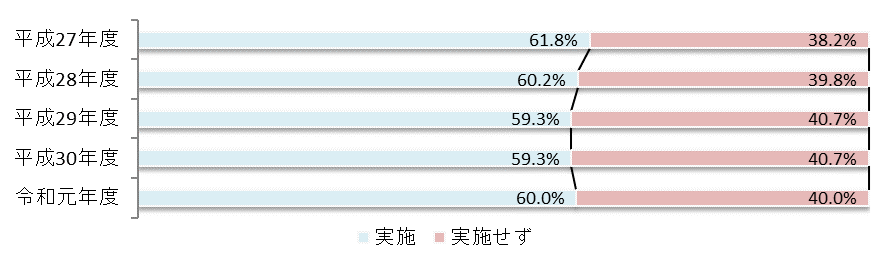 平成27年度 61.8% 38.2%
平成28年度 60.2% 39.8%
平成29年度 59.3% 40.7%
平成30年度 59.3% 40.7%
令和元年度 60.0% 40.0%
実施 実施せず